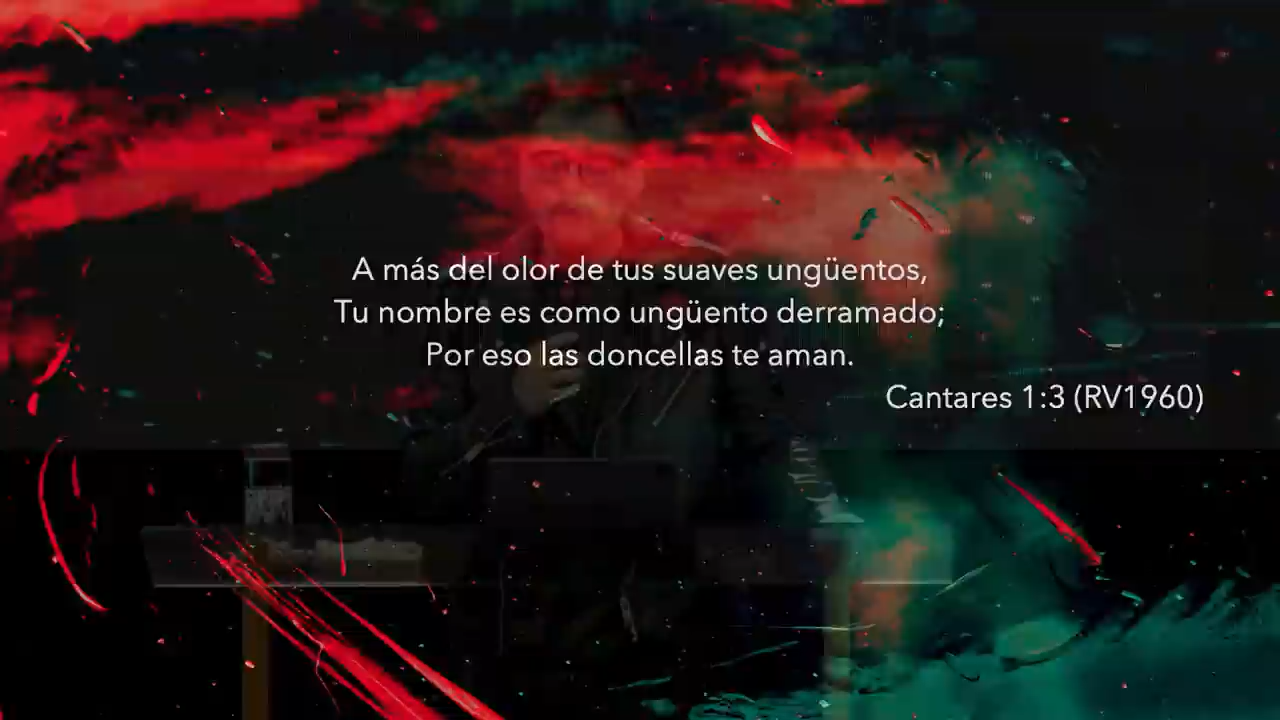 A más del olor de tus suaves ungüentos,
Tu nombre es como ungüento derramado;
Por eso las doncellas te aman.
Cantares 1:3 (RV1960)